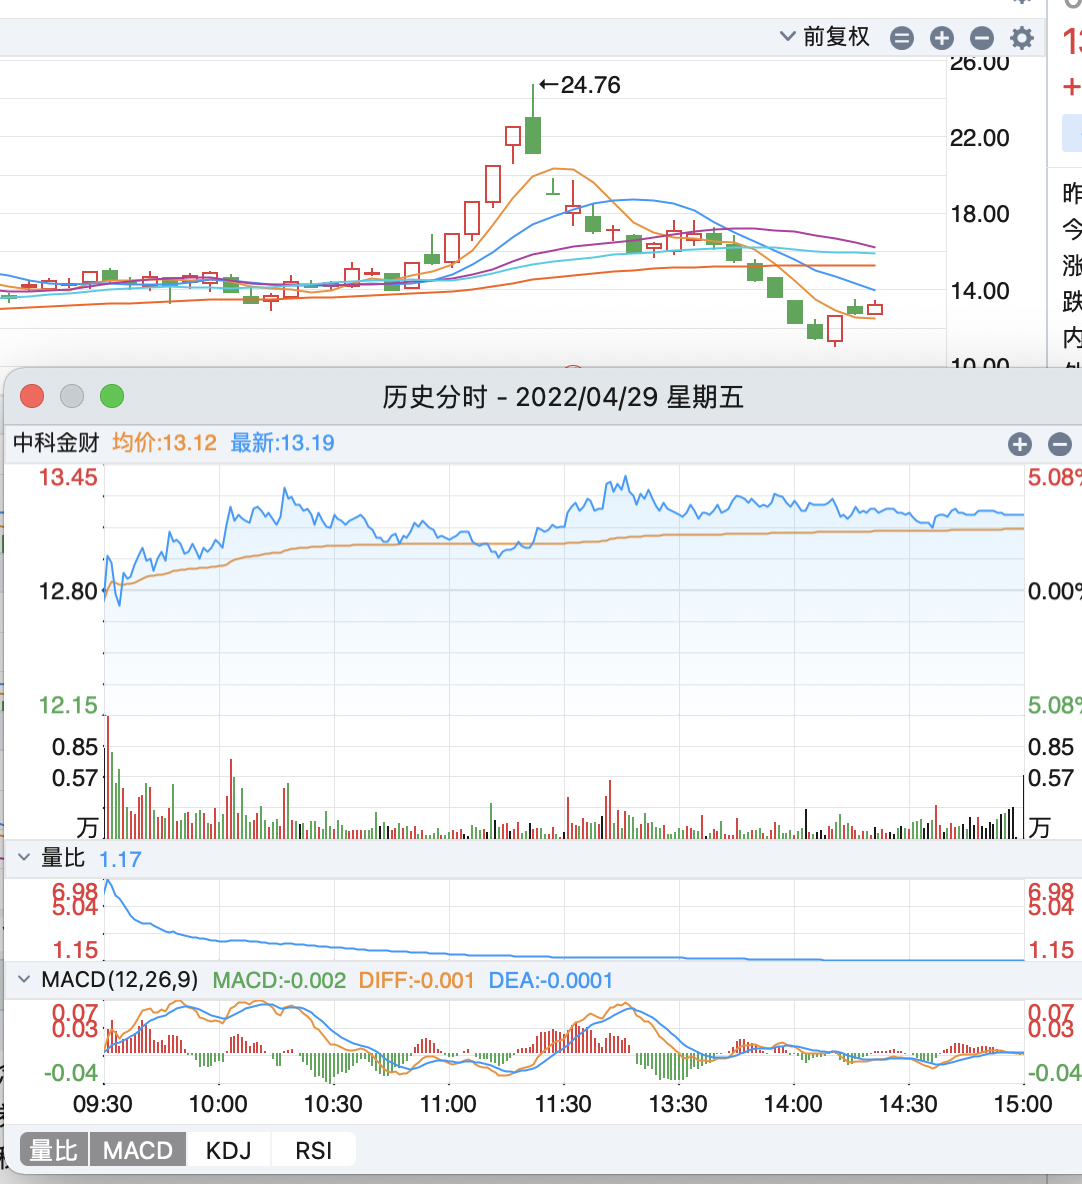 前复权
26.00
←24.76
22.00
18.00
14.00
10.00
昨
今
涨
跌
内
历史分时 - 2022/04/29 星期五
中科金财 均价:13.12 最新:13.19
13.45 5.08%
12.80 0.00%
12.15 5.08%
0.85 0.85
0.57 0.57
万 万
量比 1.17
6.98 6.98
5.04 5.04
1.15 1.15
MACD(12,26,9) MACD:-0.002 DIFF:-0.001 DEA:-0.0001
0.07 0.07
0.03 0.03
-0.04 -0.04
09:30 10:00 10:30 11:00 11:30 13:30 14:00 14:30 15:00
量比 MACD KDJ RSI